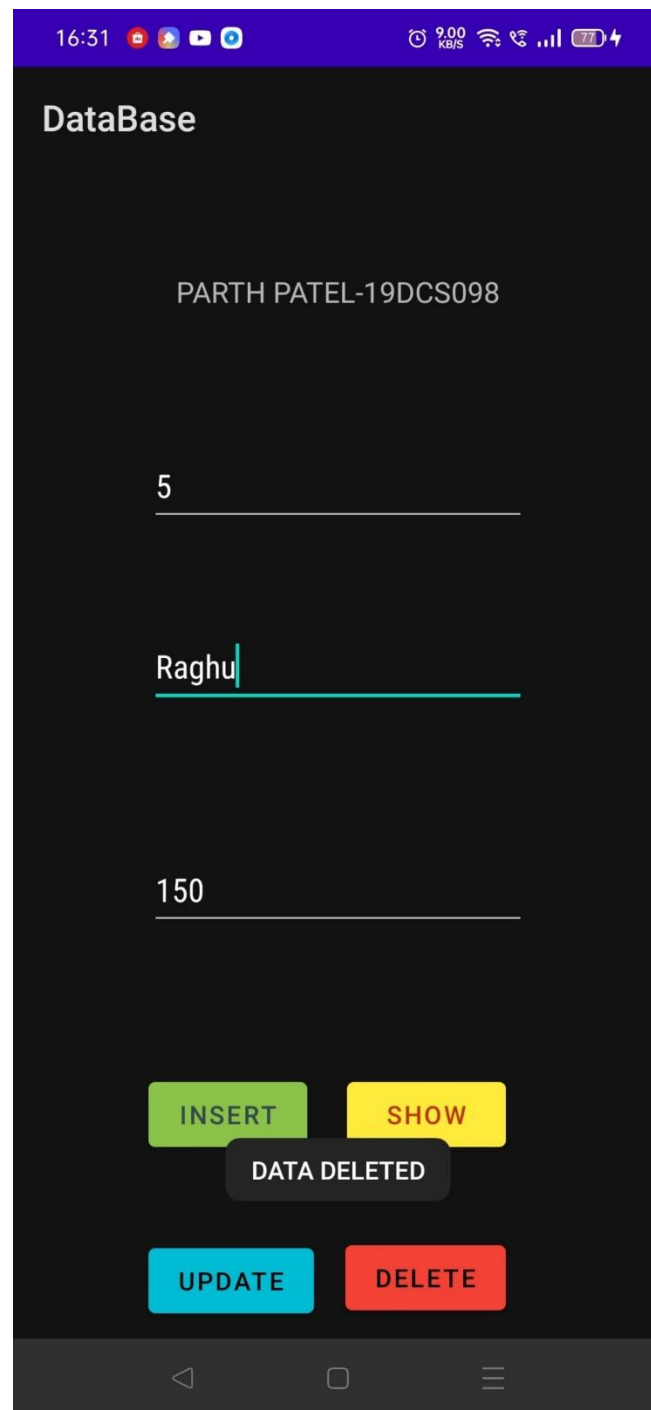 16:31 9.00 KB/S 77
DataBase
PARTH PATEL-19DCS098
5
Raghu
150
INSERT SHOW
DATA DELETED
UPDATE DELETE